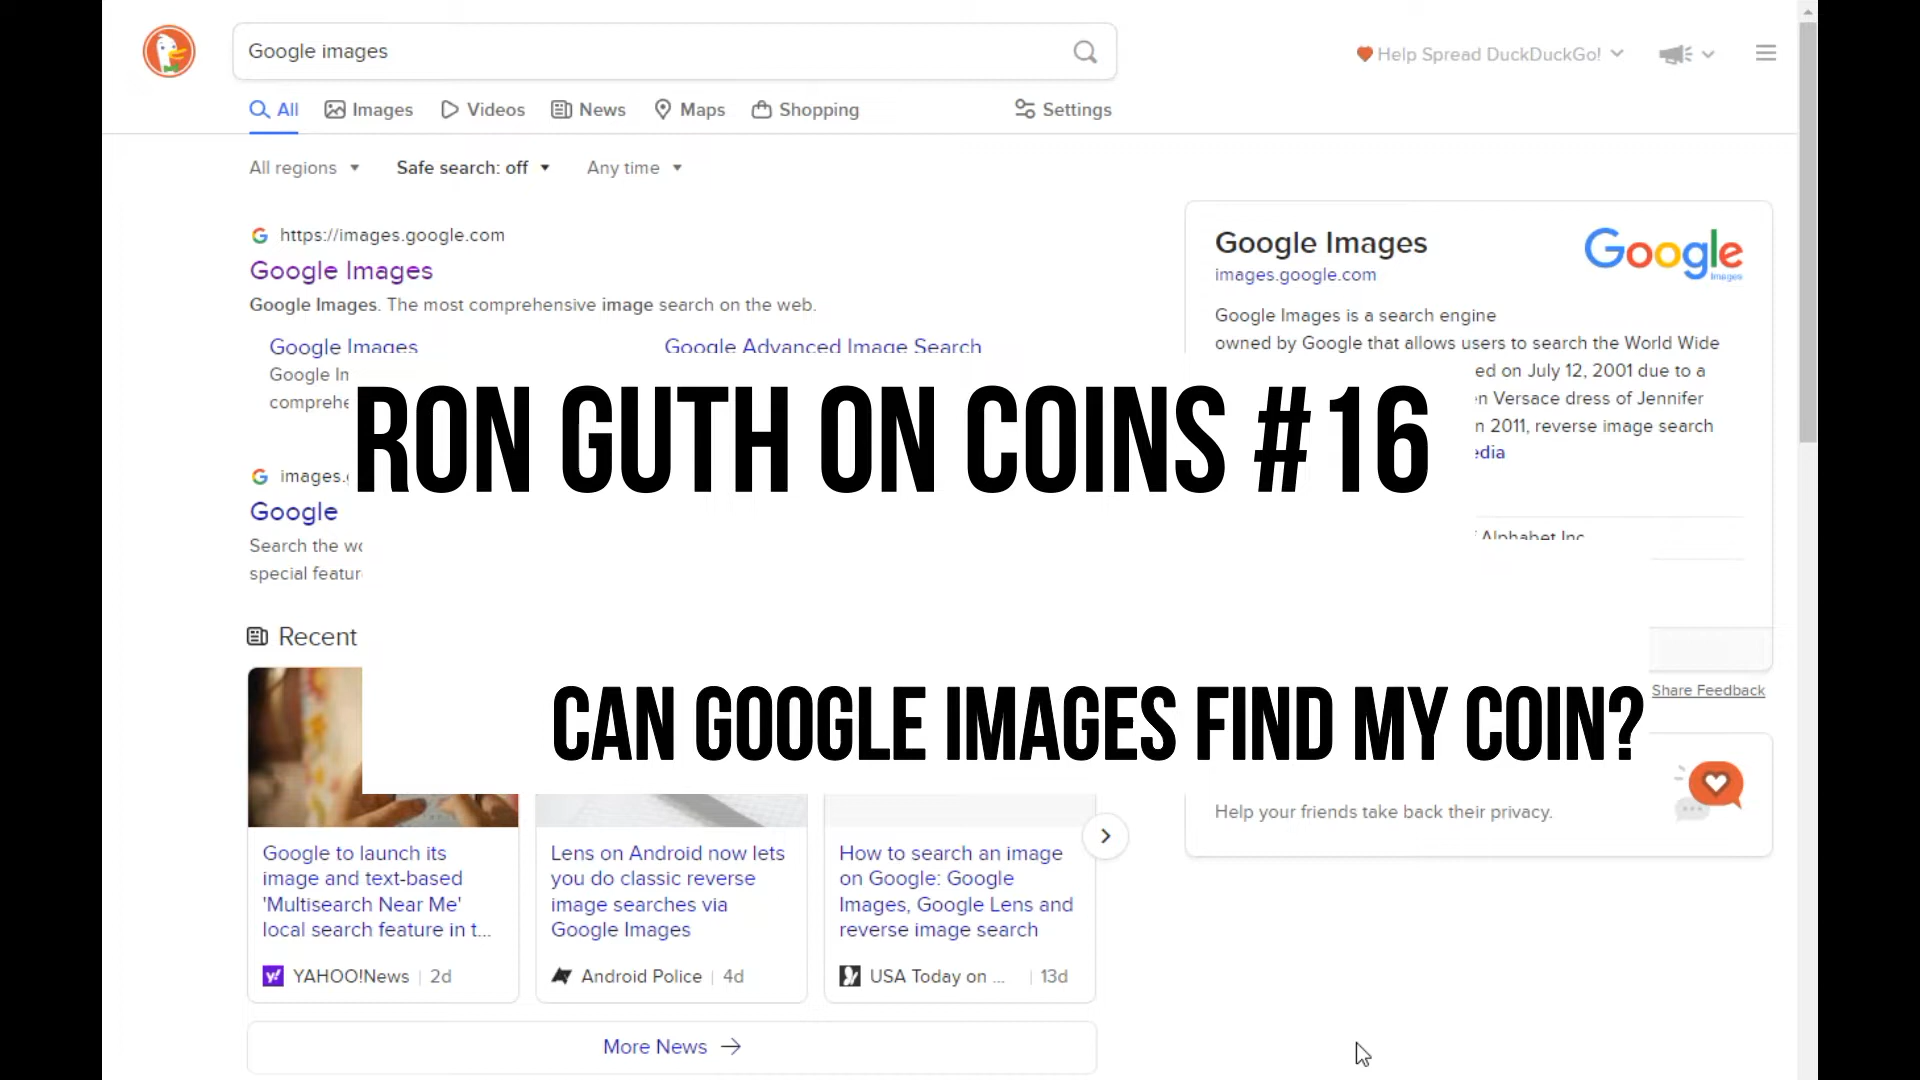 Google images
Help Spread DuckDuckGo!
All Images Videos News Maps Shopping Settings
All regions Safe search: off Any time
https://images.google.com
Google Images
Google Images. The most comprehensive image search on the web.
Google Images Google Advanced Image Search
Google
images.
Google
Search the
special
Recent
Google to launch its
image and text-based
'Multisearch Near Me'
local search feature in t...
y! YAHOO!News | 2d
Lens on Android now lets
you do classic reverse
image searches via
Google Images
Android Police | 4d
How to search an image
on Google: Google
Images, Google Lens and
reverse image search
USA Today on ... | 13d
More News
Google Images
images.google.com
Google
Images
Google Images is a search engine
owned by Google that allows users to search the World Wide
ed on July 12, 2001 due to a
n Versace dress of Jennifer
n 2011, reverse image search
edia
Alphabet Inc
Share Feedback
Help your friends take back their privacy.
RON GUTH ON COINS #16
CAN GOOGLE IMAGES FIND MY COIN?